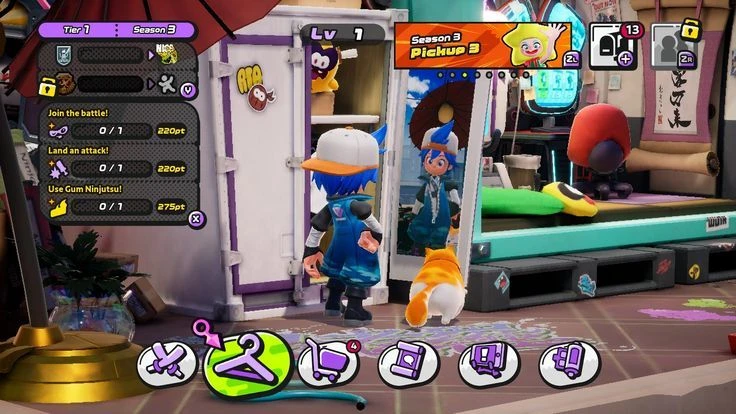 Tier 1
Season 3
Lv 1
Season 3
Pickup 3
ZL
13
ZR
Y
Join the battle!
0 / 1
220pt
Land an attack!
0 / 1
220pt
Use Gum Ninjutsu!
0 / 1
275pt
X
4